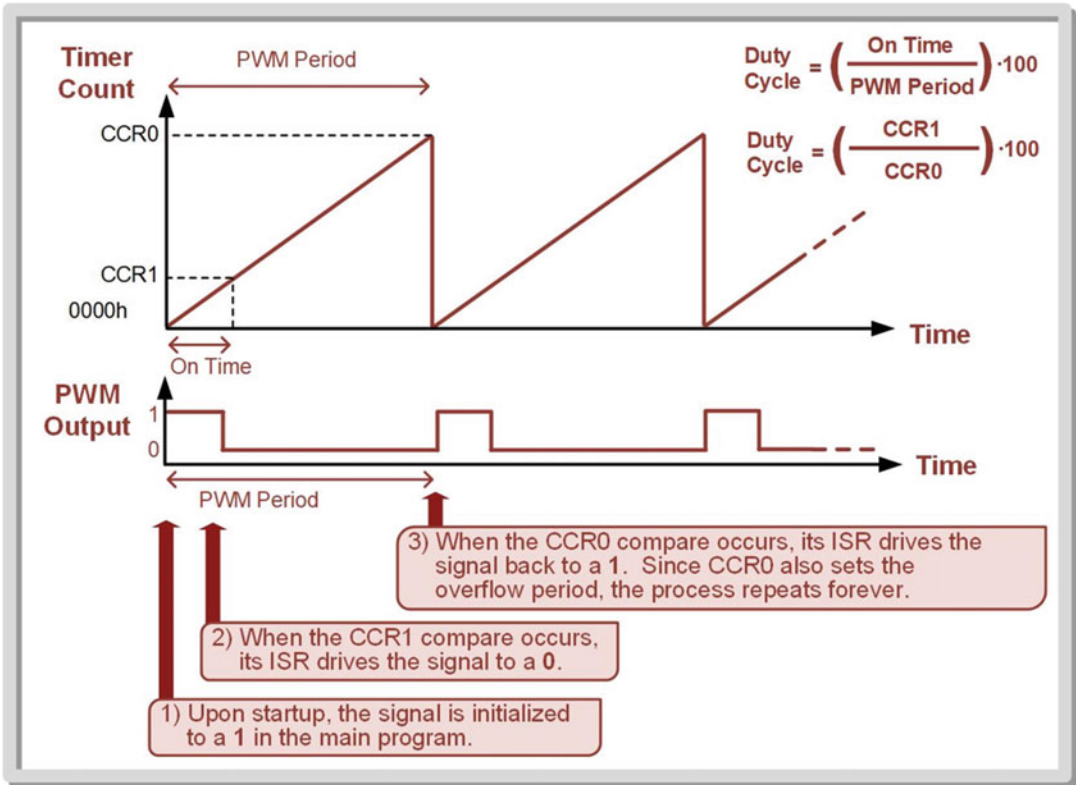 Timer
Count
PWM Period
Duty
Cycle
=
(
On Time
PWM Period
)
·100
CCR0
Duty
Cycle
=
(
CCR1
CCR0
)
·100
CCR1
0000h
Time
On Time
PWM
Output
1
0
Time
PWM Period
3) When the CCR0 compare occurs, its ISR drives the
signal back to a 1. Since CCR0 also sets the
overflow period, the process repeats forever.
2) When the CCR1 compare occurs,
its ISR drives the signal to a 0.
1) Upon startup, the signal is initialized
to a 1 in the main program.